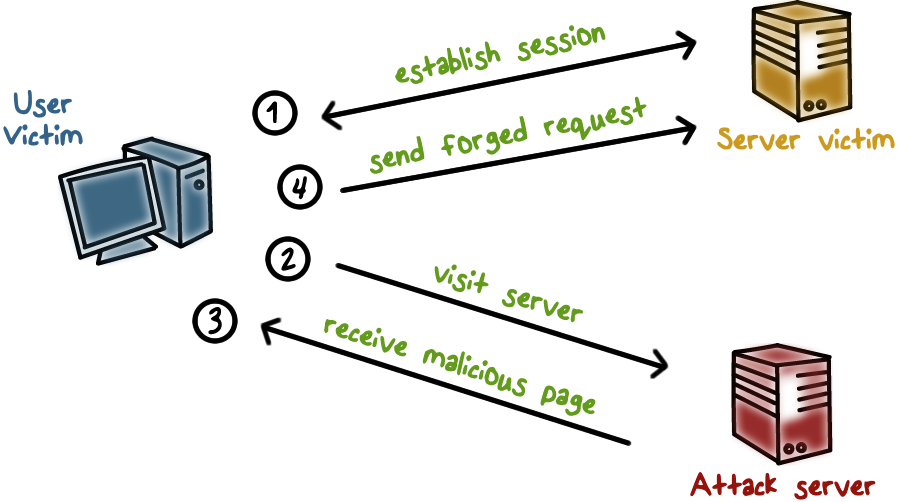 establish session
User
Victim
1
send forged request
Server victim
4
2
visit server
3
receive malicious page
Attack server